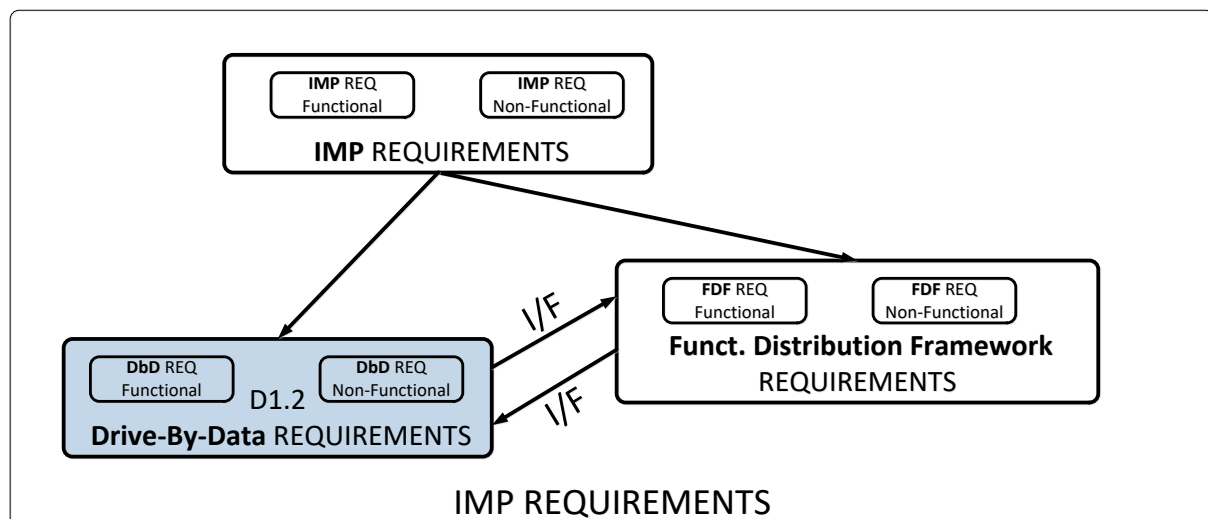 IMP REQ
Functional
IMP REQ
Non-Functional
IMP REQUIREMENTS
FDF REQ
Functional
FDF REQ
Non-Functional
Funct. Distribution Framework
REQUIREMENTS
I/F
I/F
DbD REQ
Functional
DbD REQ
Non-Functional
D1.2
Drive-By-Data REQUIREMENTS
IMP REQUIREMENTS